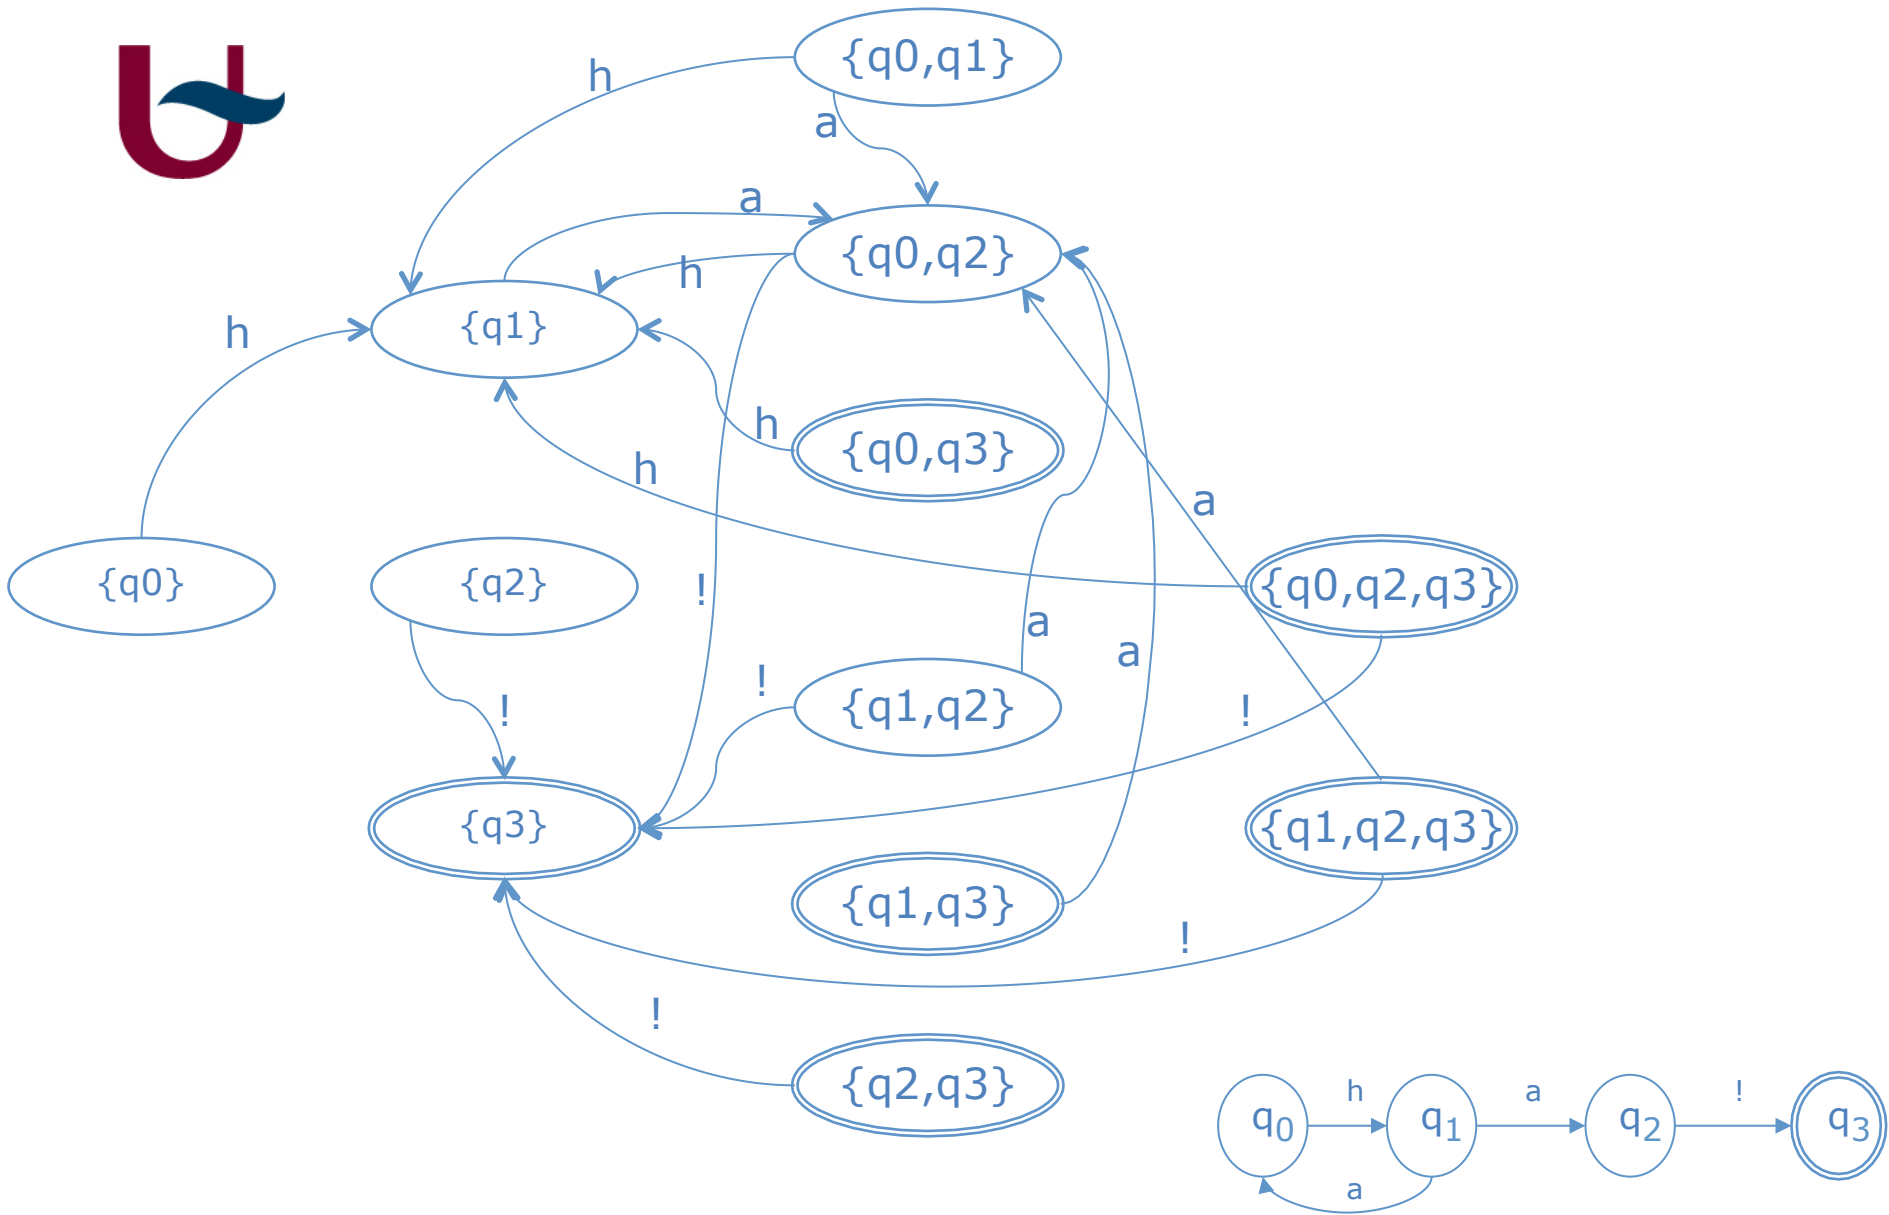 {q0,q1}
h
a
a
{q0,q2}
h
{q1}
h
h
{q0,q3}
h
a
{q0}
{q2}
!
{q0,q2,q3}
a
a
!
{q1,q2}
!
!
{q3}
{q1,q2,q3}
{q1,q3}
!
!
{q2,q3}
h a a !
q0 q1 q2 q3
a